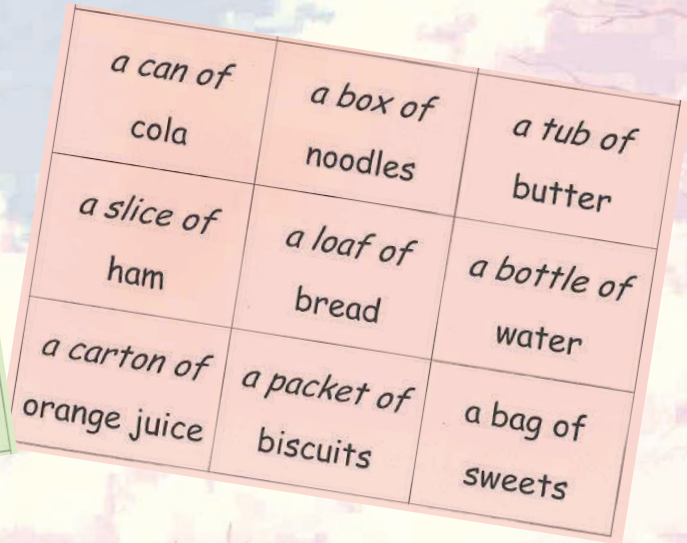 a can of
cola
a box of
noodles
a tub of
butter
a slice of
ham
a loaf of
bread
a bottle of
water
a carton of
orange juice
a packet of
biscuits
a bag of
sweets